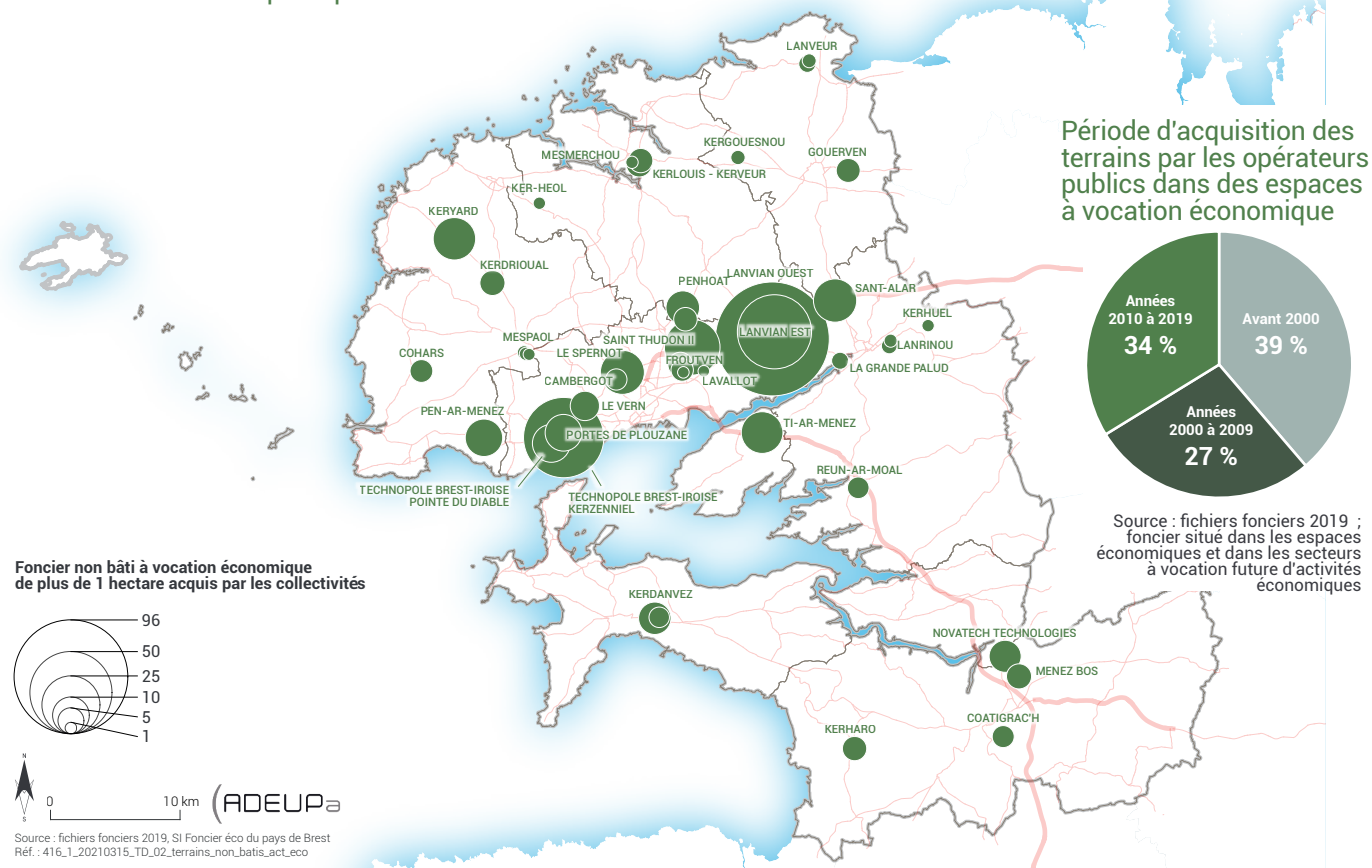 LANVEUR
MESMERCHOU
KERGOUESNOU
GOUERVEN
KERLOUIS - KERVEUR
KER-HEOL
KERYARD
KERDRIOUAL
PENHOAT
LANVIAN OUEST
SANT-ALAR
KERHUEL
LANVIAN EST
MESPAOL
SAINT THUDON II
LANRINOU
COHARS
LE SPERNOT
FROUTVEN
LA GRANDE PALUD
CAMBERGOT
LAVALLOT
PEN-AR-MENEZ
LE VERN
TI-AR-MENEZ
PORTES DE PLOUZANE
REUN-AR-MOAL
TECHNOPOLE BREST-IROISE
POINTE DU DIABLE
TECHNOPOLE BREST-IROISE
KERZENNIEL
KERDANVEZ
NOVATECH TECHNOLOGIES
MENEZ BOS
COATIGRAC'H
KERHARO
Période d'acquisition des
terrains par les opérateurs
publics dans des espaces
à vocation économique
Années
2010 à 2019
34 %
Avant 2000
39 %
Années
2000 à 2009
27 %
Source : fichiers fonciers 2019 ;
foncier situé dans les espaces
économiques et dans les secteurs
à vocation future d'activités
économiques
Foncier non bâti à vocation économique
de plus de 1 hectare acquis par les collectivités
96
50
25
10
5
1
N
S
0
10 km
ADEUPa
Source : fichiers fonciers 2019, SI Foncier éco du pays de Brest
Réf. : 416_1_20210315_TD_02_terrains_non_batis_act_eco